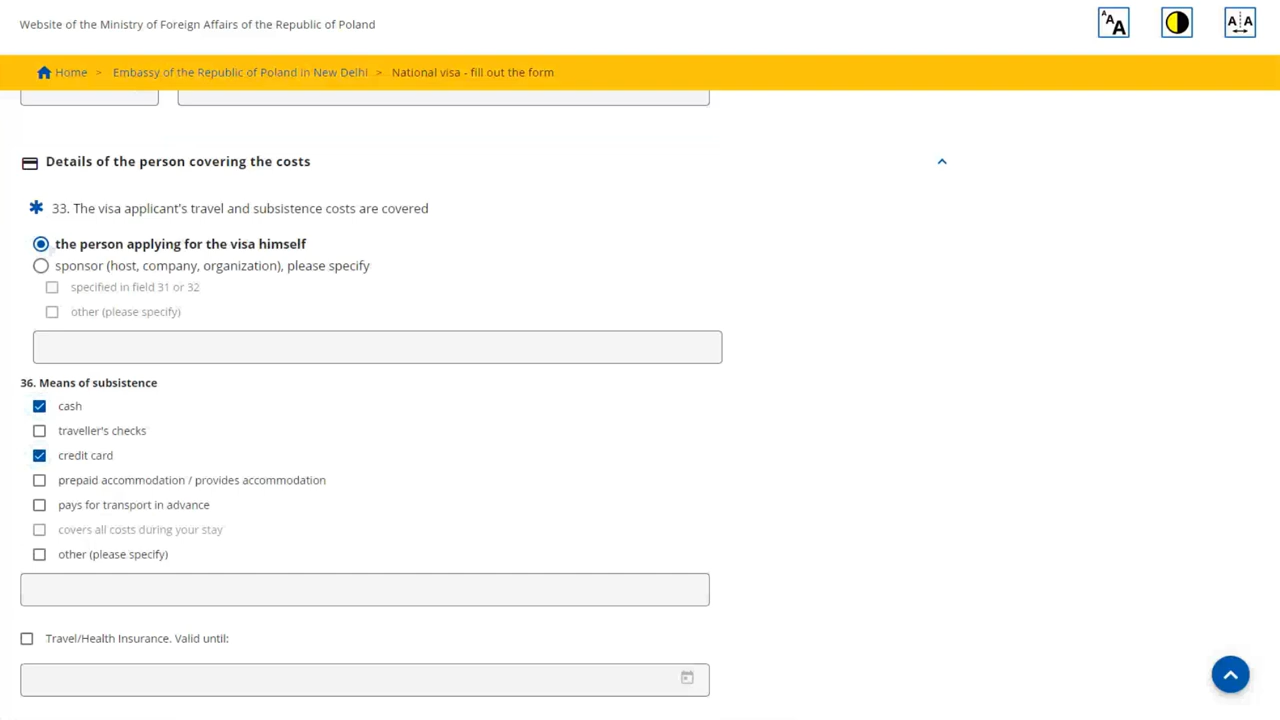 Website of the Ministry of Foreign Affairs of the Republic of Poland
Home > Embassy of the Republic of Poland in New Delhi > National visa - fill out the form
Details of the person covering the costs
33. The visa applicant's travel and subsistence costs are covered
the person applying for the visa himself
sponsor (host, company, organization), please specify
specified in field 31 or 32
other (please specify)
36. Means of subsistence
cash
traveller's checks
credit card
prepaid accommodation / provides accommodation
pays for transport in advance
covers all costs during your stay
other (please specify)
Travel/Health Insurance. Valid until: